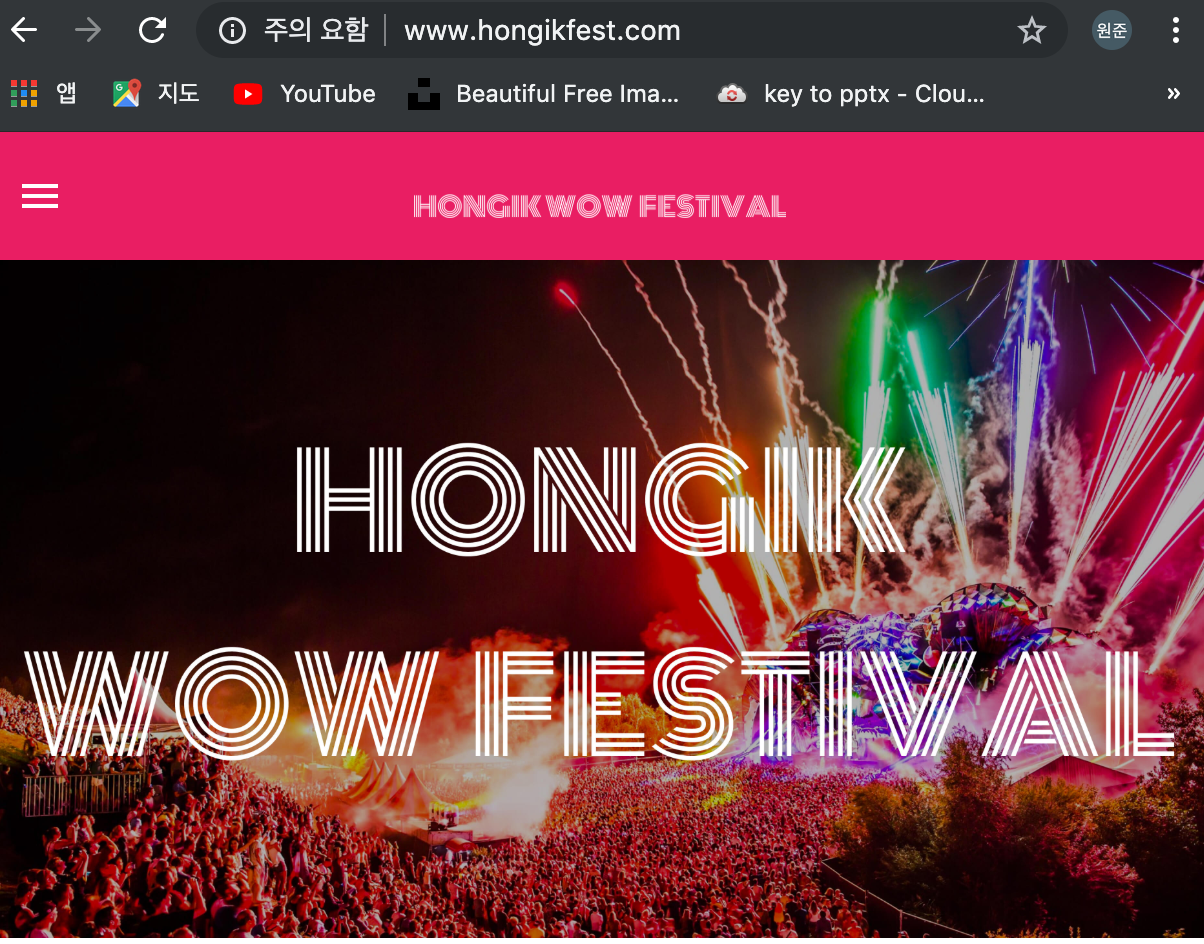 주의 요함 www.hongikfest.com 원준
앱 지도 YouTube Beautiful Free Ima... key to pptx - Clou... »
HONGIK WOW FESTIVAL
HONGIK
WOW FESTIVAL